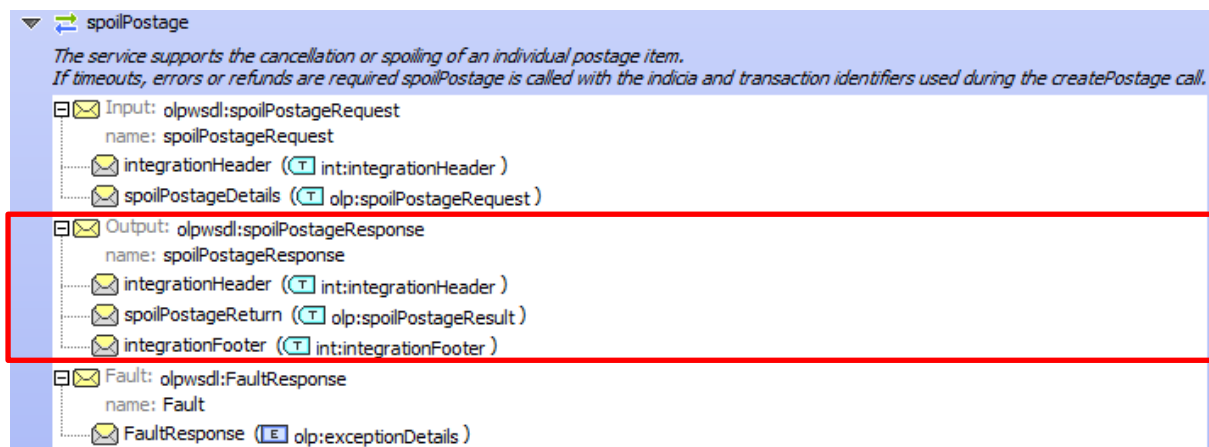 spoilPostage
The service supports the cancellation or spoiling of an individual postage item.
If timeouts, errors or refunds are required spoilPostage is called with the indicia and transaction identifiers used during the createPostage call.
Input: olpwsdl:spoilPostageRequest
name: spoilPostageRequest
integrationHeader (T int:integrationHeader )
spoilPostageDetails (T olp:spoilPostageRequest )
Output: olpwsdl:spoilPostageResponse
name: spoilPostageResponse
integrationHeader (T int:integrationHeader )
spoilPostageReturn (T olp:spoilPostageResult )
integrationFooter (T int:integrationFooter )
Fault: olpwsdl:FaultResponse
name: Fault
FaultResponse (E olp:exceptionDetails )